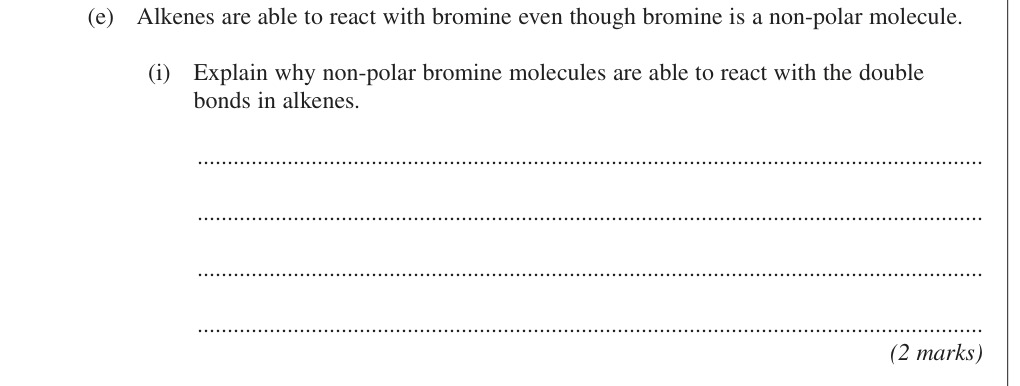 (e) Alkenes are able to react with bromine even though bromine is a non-polar molecule.
(i) Explain why non-polar bromine molecules are able to react with the double
bonds in alkenes.
..........................................................................................................................................
..........................................................................................................................................
..........................................................................................................................................
..........................................................................................................................................
(2 marks)